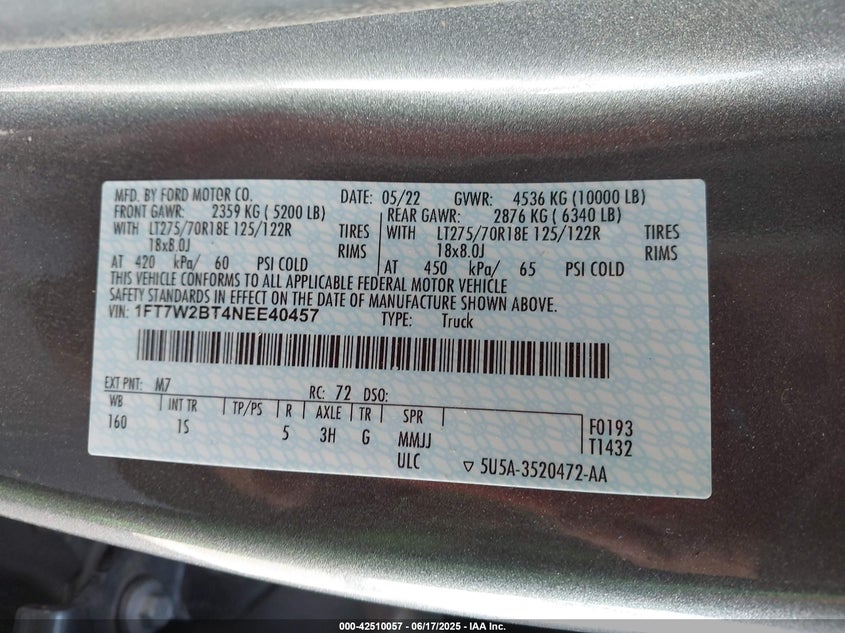 MFD. BY FORD MOTOR CO. DATE: 05/22 GVWR: 4536 KG (10000 LB)
FRONT GAWR: 2359 KG ( 5200 LB) REAR GAWR: 2876 KG ( 6340 LB)
WITH LT275/70R18E 125/122R TIRES WITH LT275/70R18E 125/122R TIRES
18x8.0J RIMS 18x8.0J RIMS
AT 420 kPa/ 60 PSI COLD AT 450 kPa/ 65 PSI COLD
THIS VEHICLE CONFORMS TO ALL APPLICABLE FEDERAL MOTOR VEHICLE
SAFETY STANDARDS IN EFFECT ON THE DATE OF MANUFACTURE SHOWN ABOVE.
VIN: 1FT7W2BT4NEE40457 TYPE: Truck
EXT PNT: M7 RC: 72 DSO:
WB INT TR TP/PS R AXLE TR SPR F0193
160 1S 5 3H G MMJJ T1432
ULC ▽ 5U5A-3520472-AA
000-42510057 - 06/17/2025 - IAA Inc.